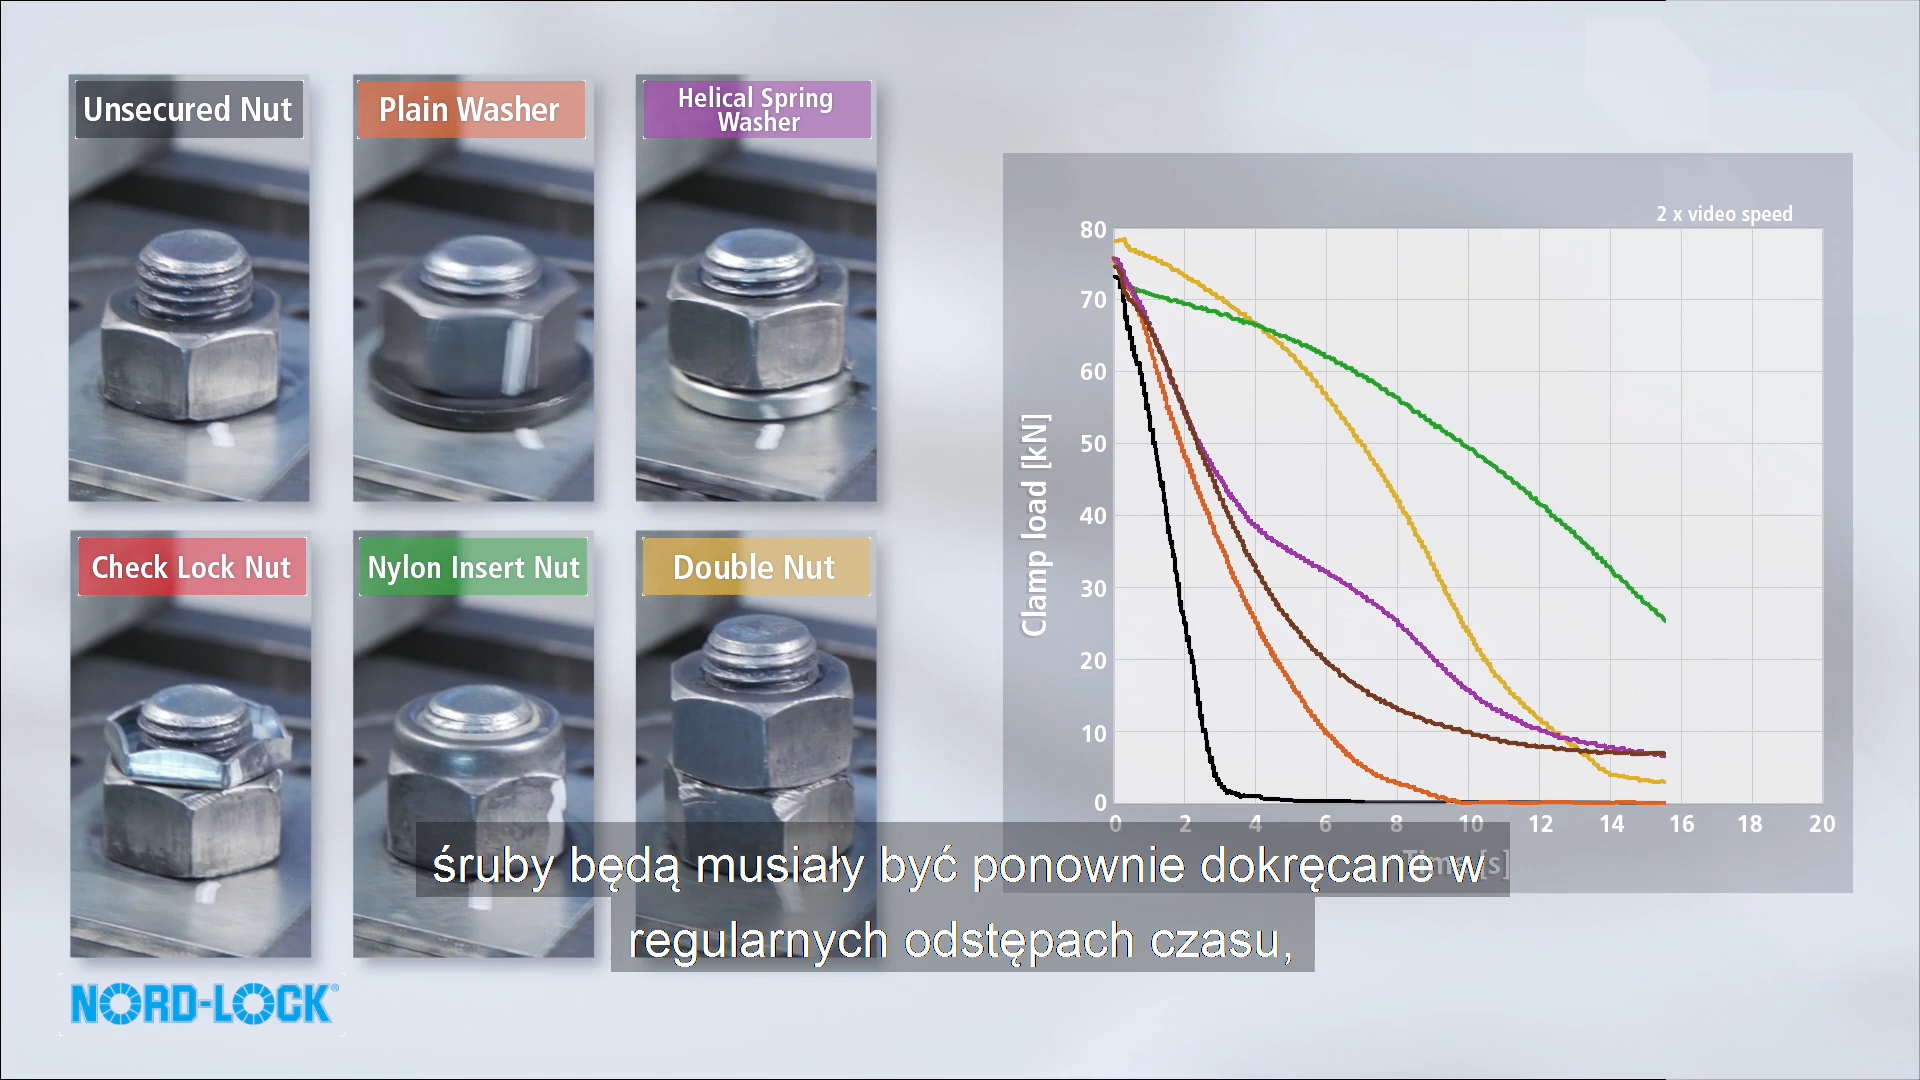 Unsecured Nut
Plain Washer
Helical Spring
Washer
Check Lock Nut
Nylon Insert Nut
Double Nut
NORD-LOCK®
2 x video speed
Clamp load [kN]
80
70
60
50
40
30
20
10
0
0 2 4 6 8 10 12 14 16 18 20
Time [s]
śruby będą musiały być ponownie dokręcane w
regularnych odstępach czasu,